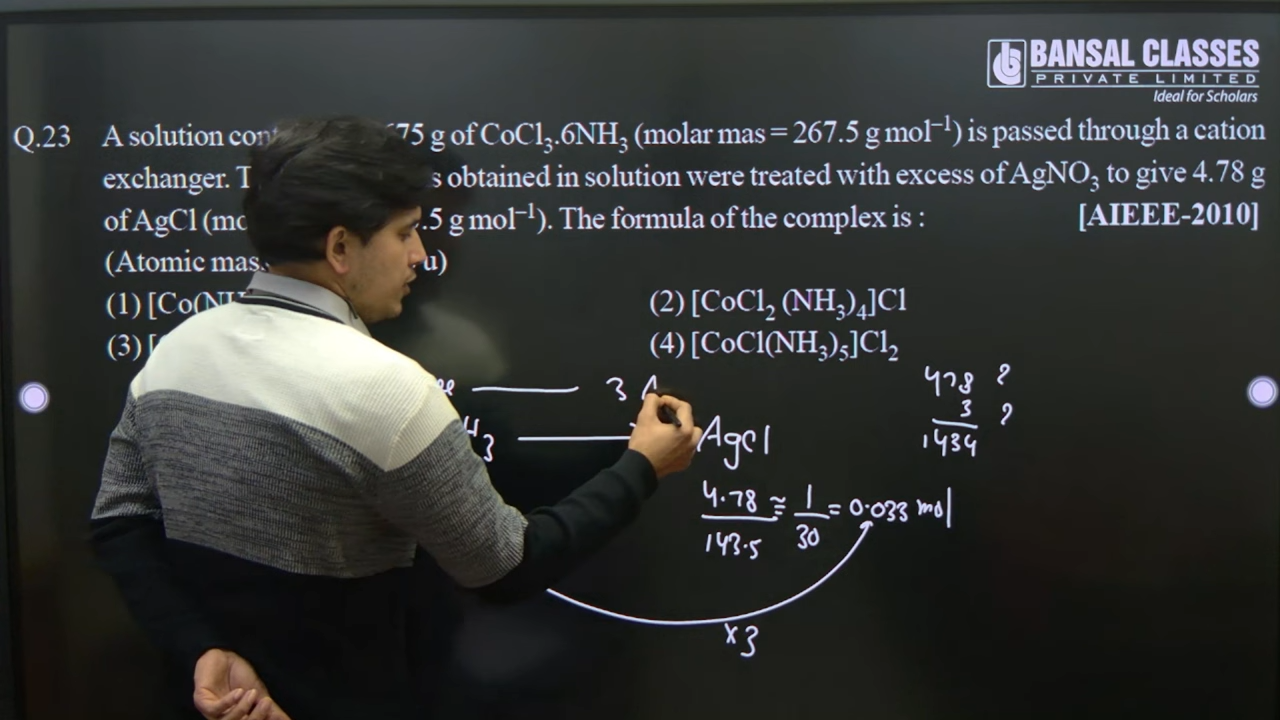 BANSAL CLASSES
PRIVATE LIMITED
Ideal for Scholars
Q.23 A solution 75 g of CoCl₃.6NH₃ (molar mas = 267.5 g mol⁻¹) is passed through a cation
exchanger. obtained in solution were treated with excess of AgNO₃ to give 4.78 g
of AgCl .5 g mol⁻¹). The formula of the complex is : [AIEEE-2010]
(Atomic u)
(1) [Co(NH (2) [CoCl₂ (NH₃)₄]Cl
(3) [ (4) [CoCl(NH₃)₅]Cl₂
3
3 AgCl
478 ?
3 ?
1434
4.78 / 143.5 ≅ 1 / 30 = 0.033 mol
×3